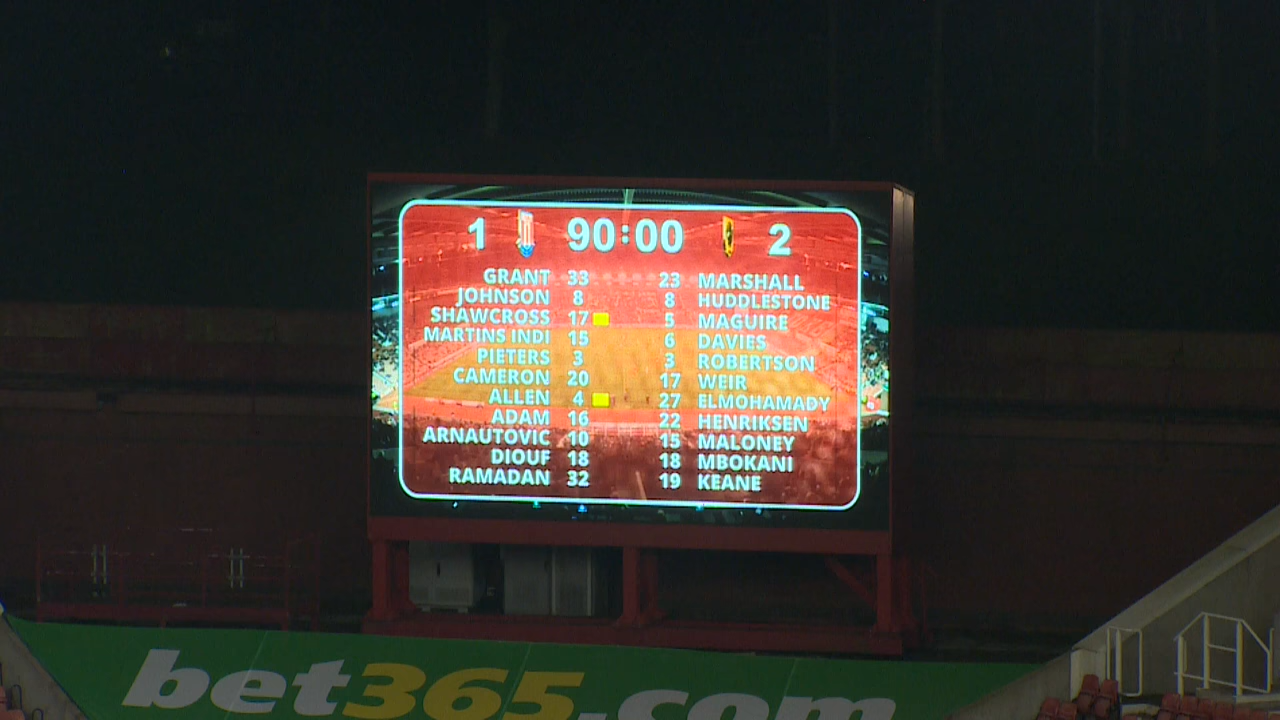 1 90:00 2
GRANT 33 23 MARSHALL
JOHNSON 8 8 HUDDLESTONE
SHAWCROSS 17 5 MAGUIRE
MARTINS INDI 15 6 DAVIES
PIETERS 3 3 ROBERTSON
CAMERON 20 17 WEIR
ALLEN 4 27 ELMOHAMADY
ADAM 16 22 HENRIKSEN
ARNAUTOVIC 10 15 MALONEY
DIOUF 18 18 MBOKANI
RAMADAN 32 19 KEANE
bet365.com